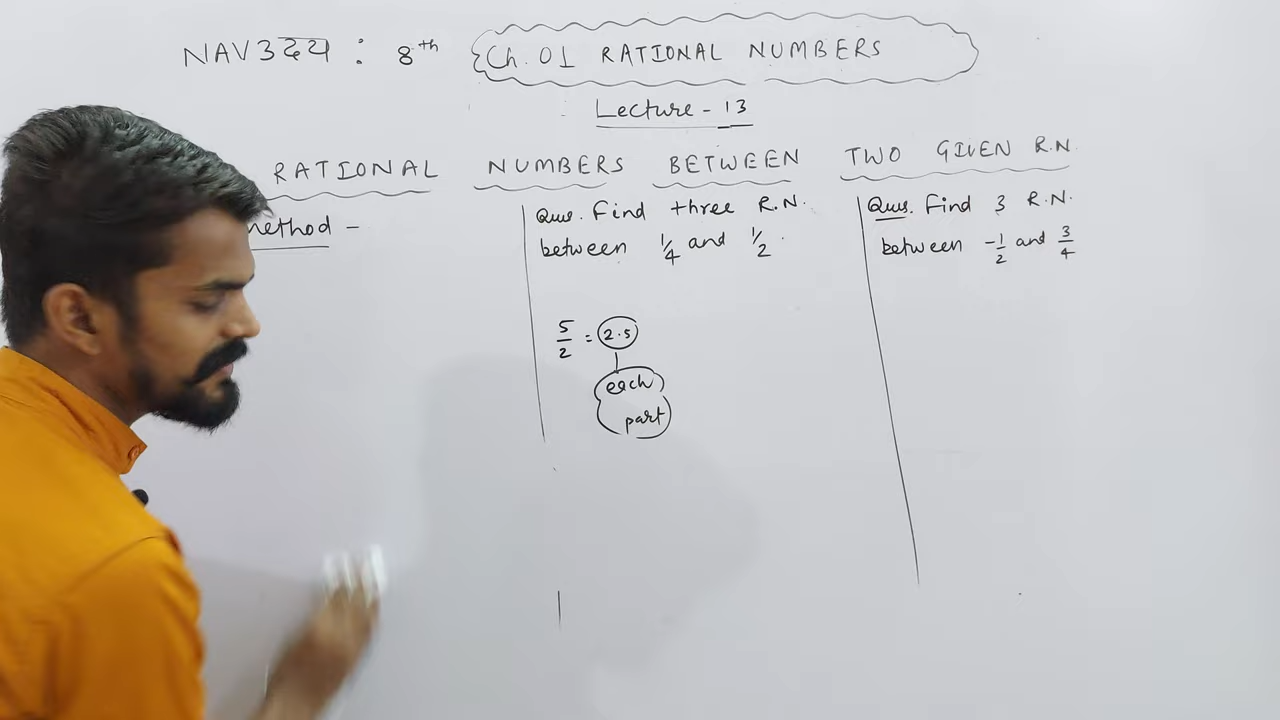 NAV3उदय : 8th
Ch. 01 RATIONAL NUMBERS
Lecture - 13
RATIONAL NUMBERS BETWEEN TWO GIVEN R.N.
method -
Ques. Find three R.N.
between 1/4 and 1/2.
5/2 = 2.5
each
part
Ques. Find 3 R.N.
between -1/2 and 3/4